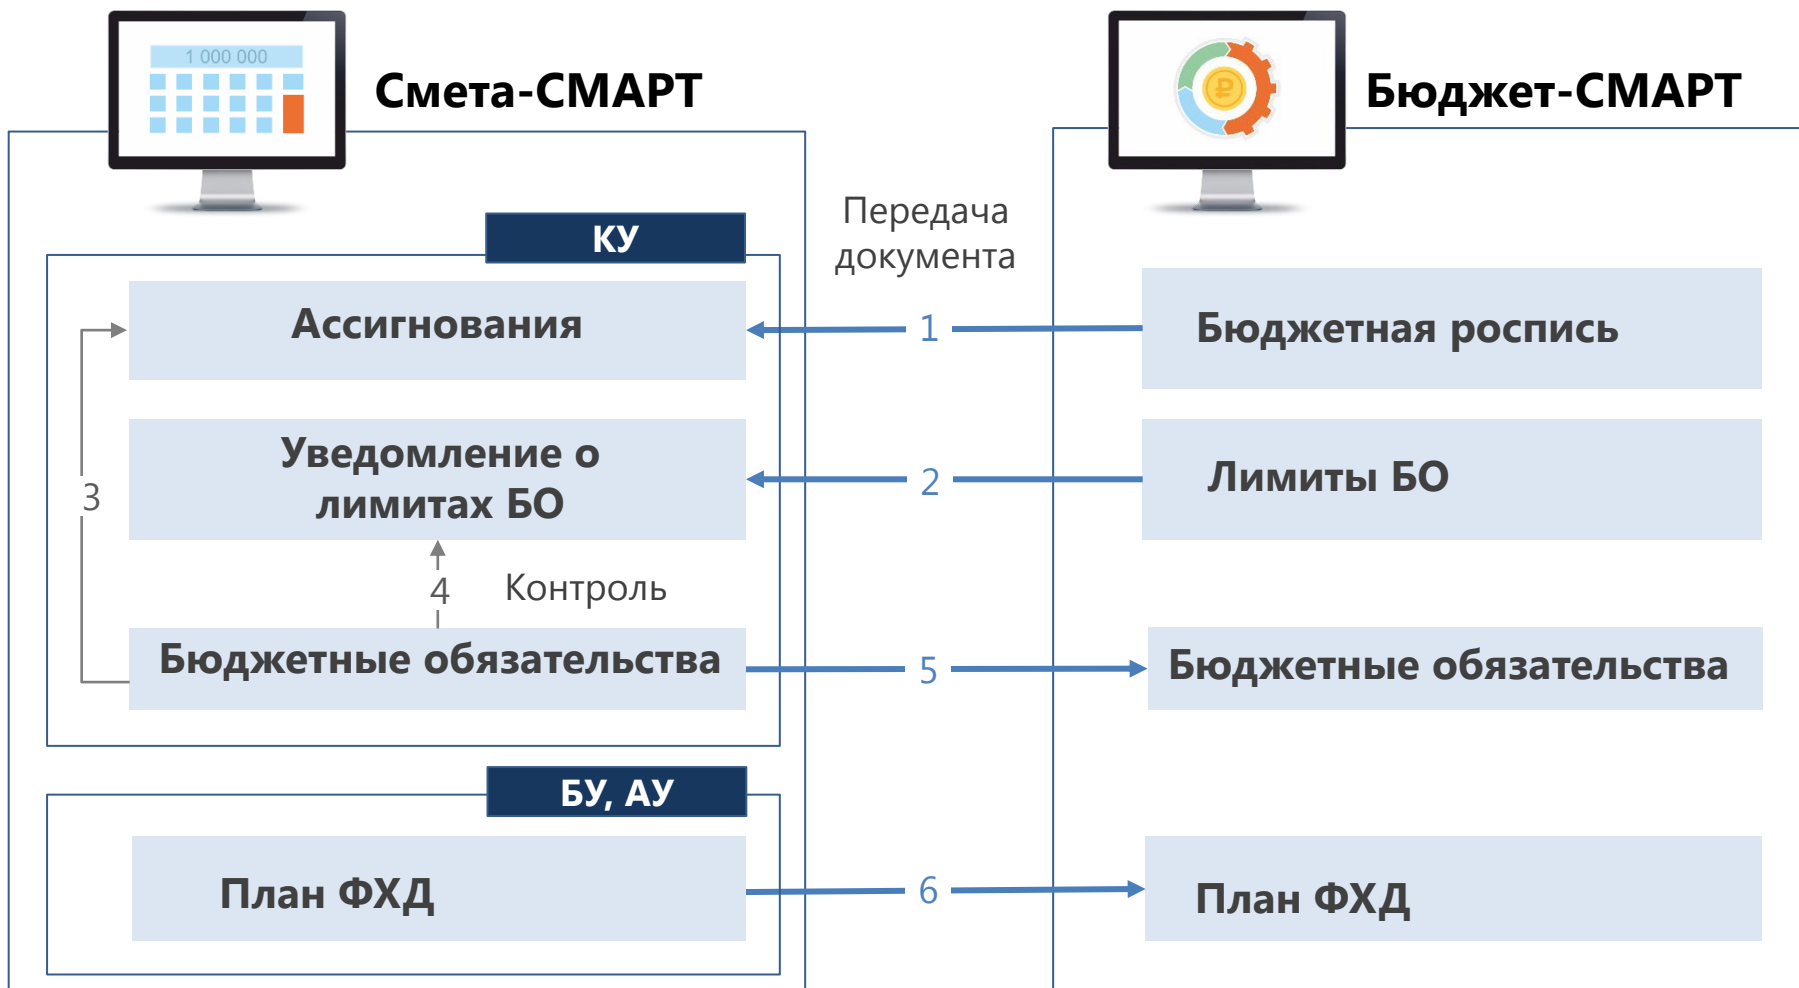 1 000 000
Смета-СМАРТ
Бюджет-СМАРТ
Передача
документа
КУ
Ассигнования
1
Бюджетная роспись
Уведомление о
лимитах БО
2
Лимиты БО
3
4
Контроль
Бюджетные обязательства
5
Бюджетные обязательства
БУ, АУ
План ФХД
6
План ФХД